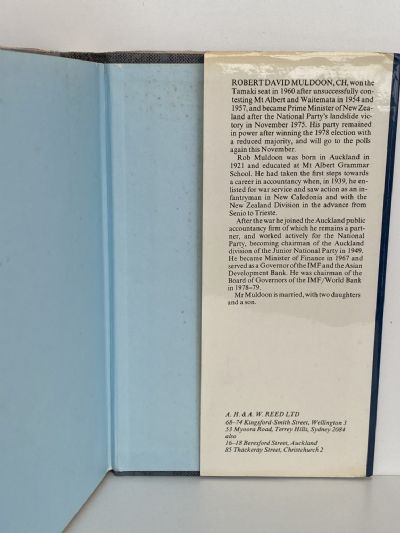 ROBERT DAVID MULDOON, CH, won the
Tamaki seat in 1960 after unsuccessfully con-
testing Mt Albert and Waitemata in 1954 and
1957, and became Prime Minister of New Zea-
land after the National Party's landslide vic-
tory in November 1975. His party remained
in power after winning the 1978 election with
a reduced majority, and will go to the polls
again this November.
Rob Muldoon was born in Auckland in
1921 and educated at Mt Albert Grammar
School. He had taken the first steps towards
a career in accountancy when, in 1939, he en-
listed for war service and saw action as an in-
fantryman in New Caledonia and with the
New Zealand Division in the advance from
Senio to Trieste.
After the war he joined the Auckland public
accountancy firm of which he remains a part-
ner, and worked actively for the National
Party, becoming chairman of the Auckland
division of the Junior National Party in 1949.
He became Minister of Finance in 1967 and
served as a Governor of the IMF and the Asian
Development Bank. He was chairman of the
Board of Governors of the IMF/World Bank
in 1978–79.
Mr Muldoon is married, with two daughters
and a son.
A. H. & A. W. REED LTD
68–74 Kingsford-Smith Street, Wellington 3
53 Myoora Road, Terrey Hills, Sydney 2084
also
16–18 Beresford Street, Auckland
85 Thackeray Street, Christchurch 2